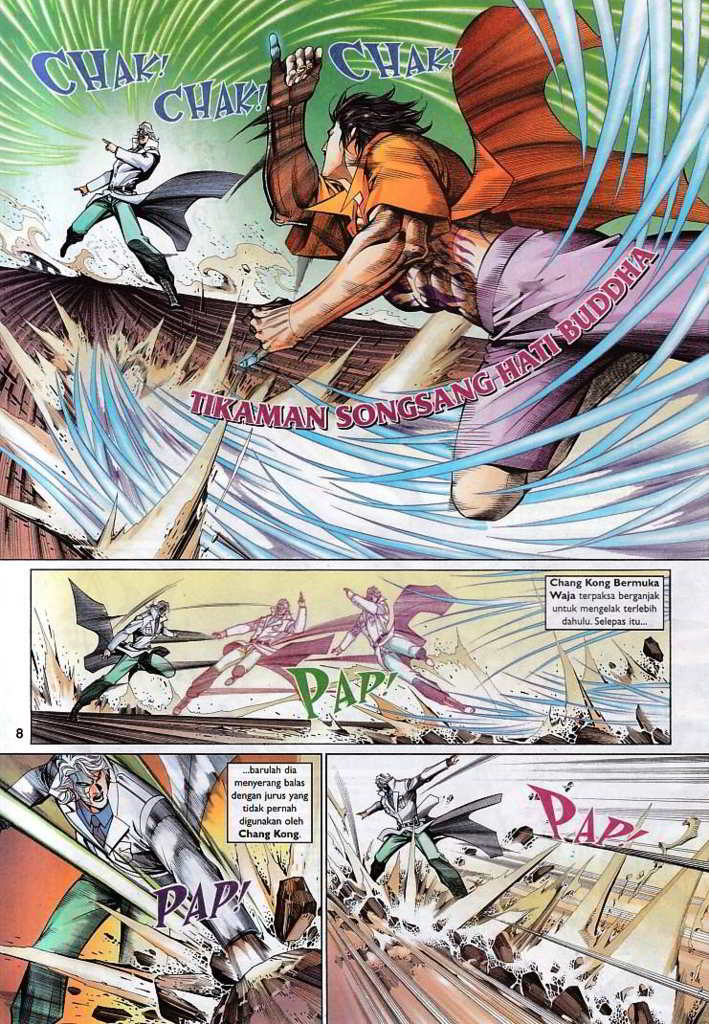 CHAK!
CHAK!
CHAK!
TIKAMAN SONGSANG HATI BUDDHA
Chang Kong Bermuka
Waja terpaksa berganjak
untuk mengelak terlebih
dahulu. Selepas itu...
PAP!
8
...barulah dia
menyerang balas
dengan jurus yang
tidak pernah
digunakan oleh
Chang Kong.
PAP!
PAP!